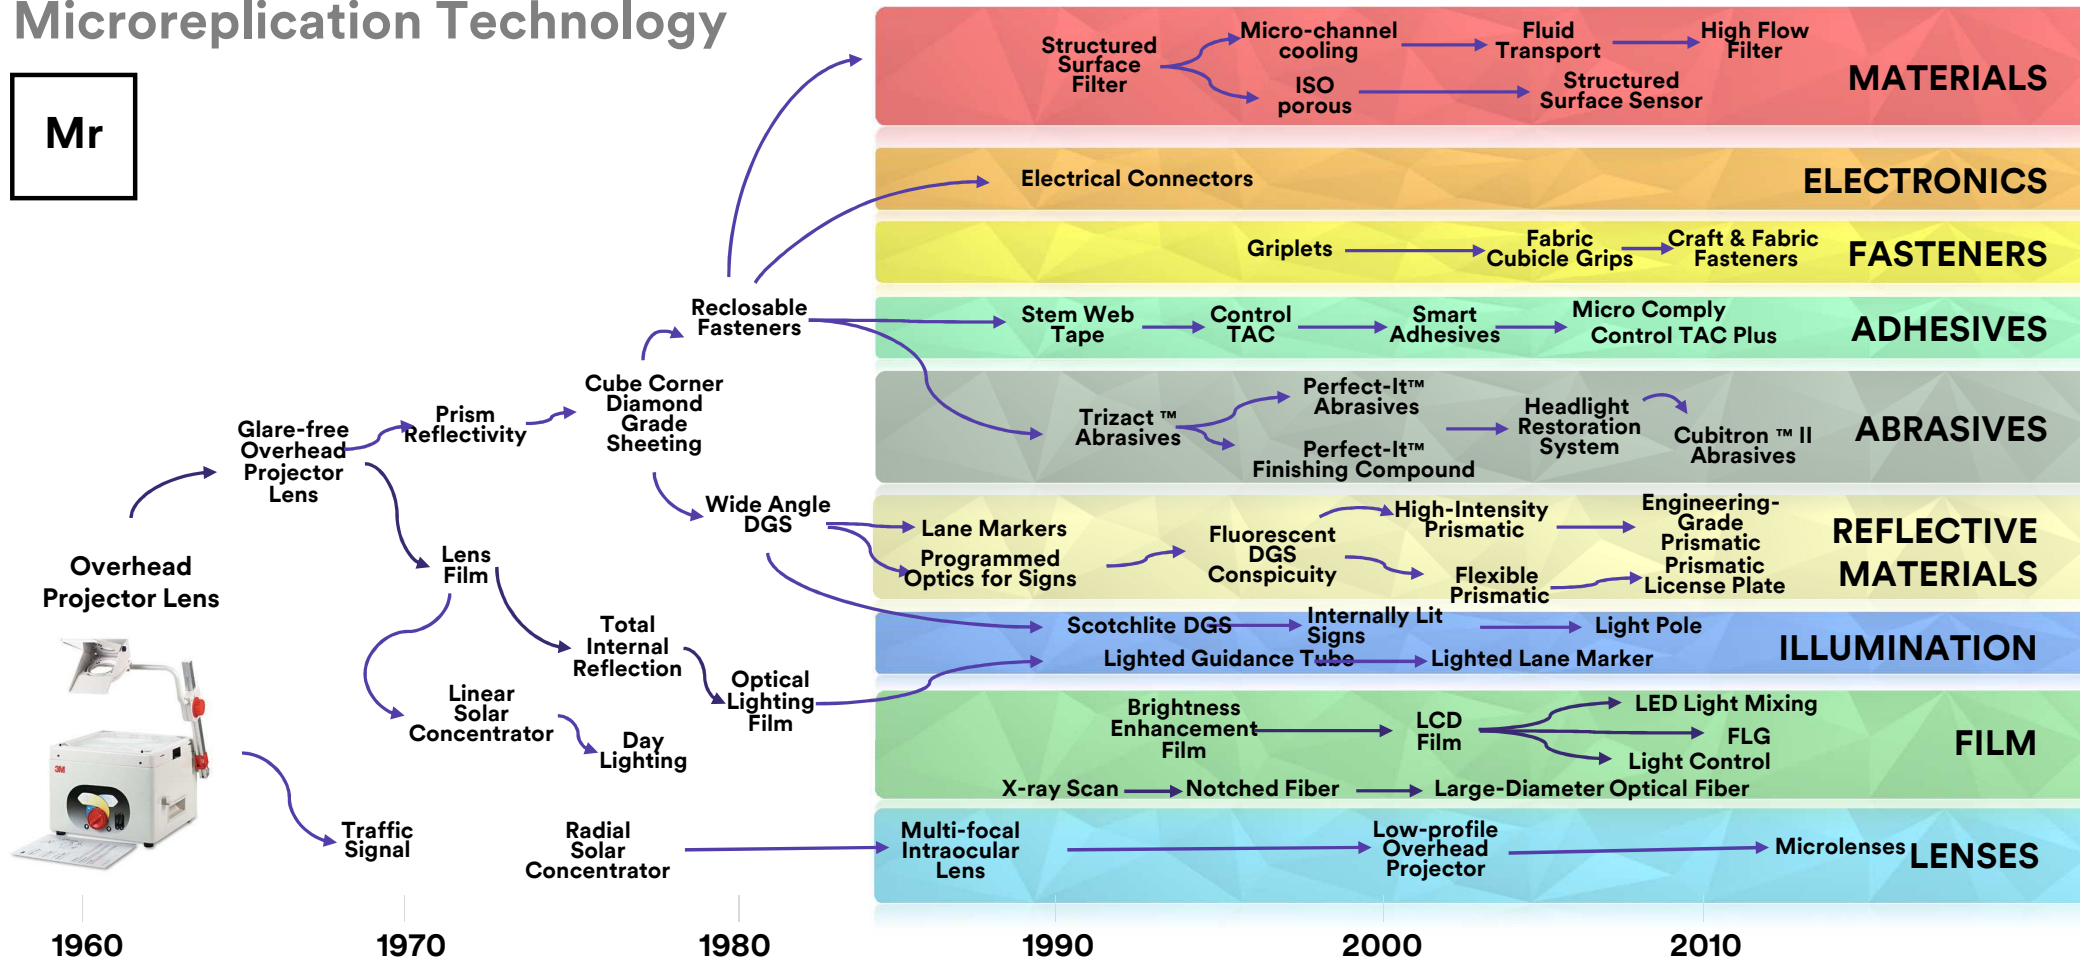 Microreplication Technology
Mr
Structured
Surface
Filter
Micro-channel
cooling
Fluid
Transport
High Flow
Filter
ISO
porous
Structured
Surface Sensor
MATERIALS
Electrical Connectors
ELECTRONICS
Griplets
Fabric
Cubicle Grips
Craft & Fabric
Fasteners
FASTENERS
Reclosable
Fasteners
Stem Web
Tape
Control
TAC
Smart
Adhesives
Micro Comply
Control TAC Plus
ADHESIVES
Cube Corner
Diamond
Grade
Sheeting
Prism
Reflectivity
Glare-free
Overhead
Projector
Lens
Trizact ™
Abrasives
Perfect-It™
Abrasives
Perfect-It™
Finishing Compound
Headlight
Restoration
System
Cubitron ™ II
Abrasives
ABRASIVES
Wide Angle
DGS
Lane Markers
Programmed
Optics for Signs
Fluorescent
DGS
Conspicuity
High-Intensity
Prismatic
Flexible
Prismatic
Engineering-
Grade
Prismatic
Prismatic
License Plate
REFLECTIVE
MATERIALS
Overhead
Projector Lens
Lens
Film
Total
Internal
Reflection
Scotchlite DGS
Internally Lit
Signs
Light Pole
Lighted Guidance Tube
Lighted Lane Marker
ILLUMINATION
Linear
Solar
Concentrator
Day
Lighting
Optical
Lighting
Film
Brightness
Enhancement
Film
LCD
Film
LED Light Mixing
FLG
Light Control
X-ray Scan
Notched Fiber
Large-Diameter Optical Fiber
FILM
3M
Traffic
Signal
Radial
Solar
Concentrator
Multi-focal
Intraocular
Lens
Low-profile
Overhead
Projector
Microlenses
LENSES
1960
1970
1980
1990
2000
2010